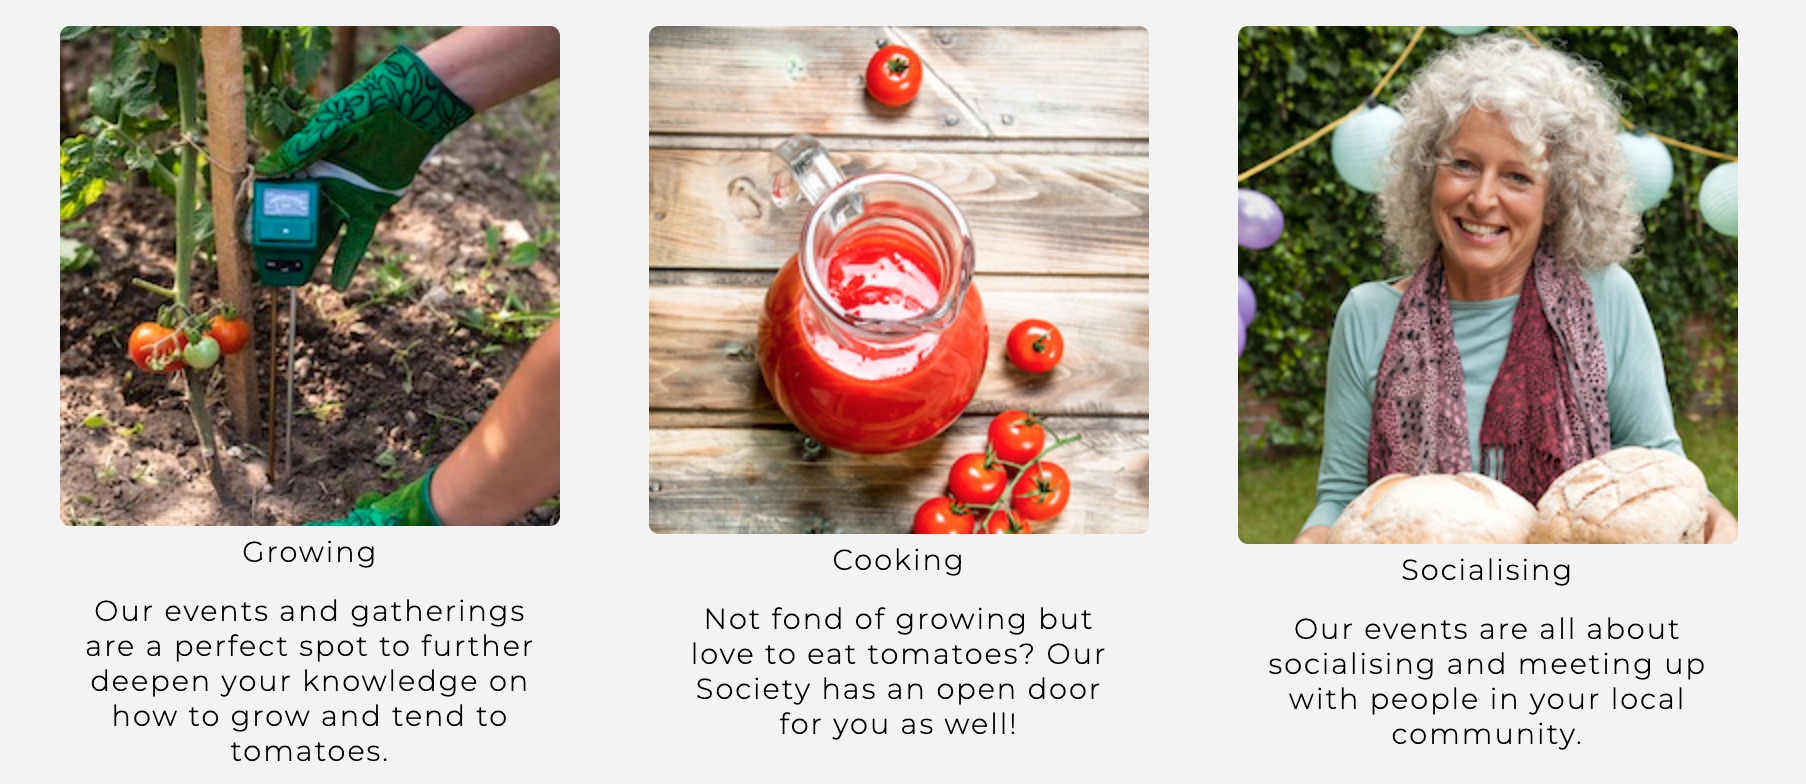 Growing
Our events and gatherings
are a perfect spot to further
deepen your knowledge on
how to grow and tend to
tomatoes.
Cooking
Not fond of growing but
love to eat tomatoes? Our
Society has an open door
for you as well!
Socialising
Our events are all about
socialising and meeting up
with people in your local
community.